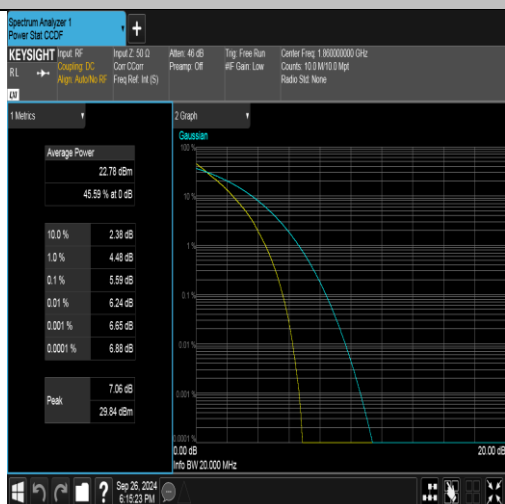 Spectrum Analyzer 1
Power Stat CCDF
KEYSIGHT
RL
LXI
Input: RF
Coupling: DC
Align: Auto/No RF
Input Z: 50 Ω
Corr CCorr
Freq Ref: Int (S)
Atten: 46 dB
Preamp: Off
Trig: Free Run
#IF Gain: Low
Center Freq: 1.860000000 GHz
Counts: 10.0 M/10.0 Mpt
Radio Std: None
1 Metrics
Average Power
22.78 dBm
45.59 % at 0 dB
10.0 % 2.38 dB
1.0 % 4.48 dB
0.1 % 5.59 dB
0.01 % 6.24 dB
0.001 % 6.65 dB
0.0001 % 6.88 dB
Peak
7.06 dB
29.84 dBm
2 Graph
Gaussian
100 %
10 %
1 %
0.1 %
0.01 %
0.001 %
0.0001 %
0.00 dB
20.00 dB
Info BW 20.000 MHz
?
Sep 26, 2024
6:15:23 PM